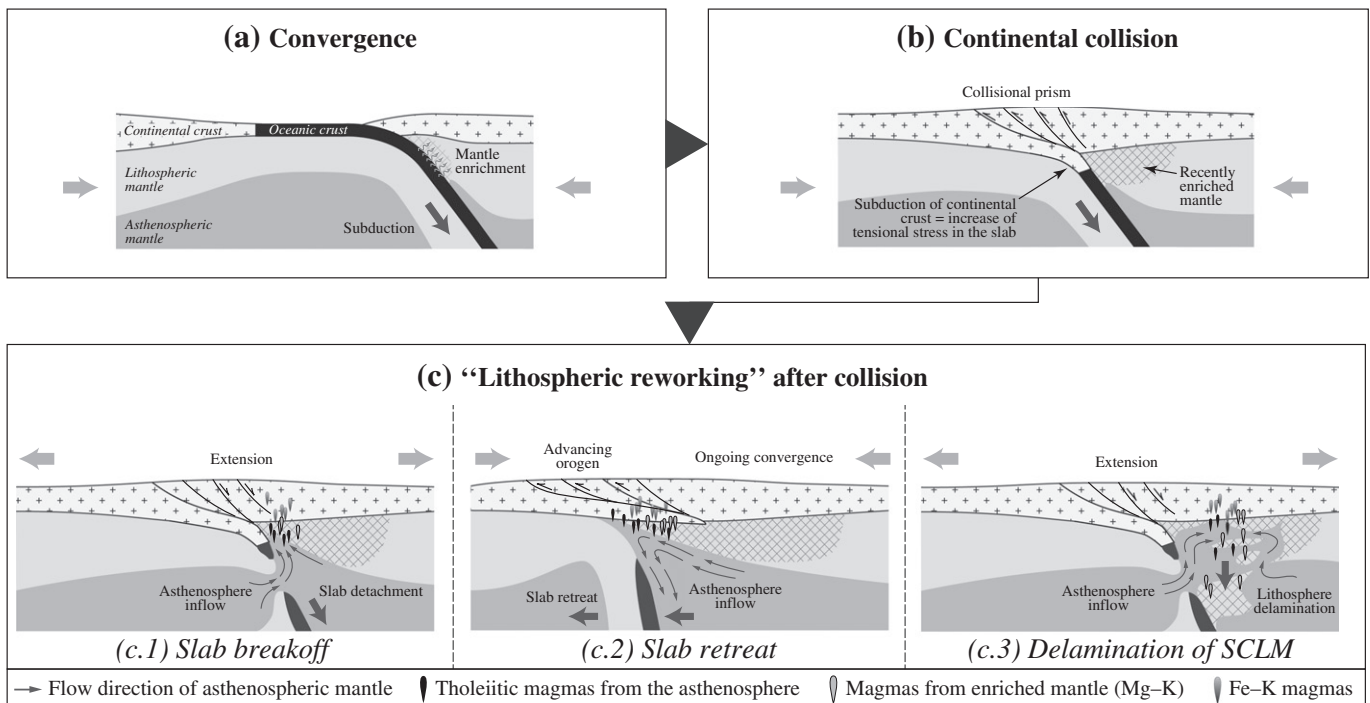 (a) Convergence
Continental crust
Oceanic crust
Lithospheric
mantle
Mantle
enrichment
Asthenospheric
mantle
Subduction
(b) Continental collision
Collisional prism
Subduction of continental
crust = increase of
tensional stress in the slab
Recently
enriched
mantle
(c) ‘‘Lithospheric reworking’’ after collision
Extension
Asthenosphere
inflow
Slab detachment
(c.1) Slab breakoff
Advancing
orogen
Ongoing convergence
Slab retreat
Asthenosphere
inflow
(c.2) Slab retreat
Extension
Asthenosphere
inflow
Lithosphere
delamination
(c.3) Delamination of SCLM
Flow direction of asthenospheric mantle
Tholeiitic magmas from the asthenosphere
Magmas from enriched mantle (Mg–K)
Fe–K magmas